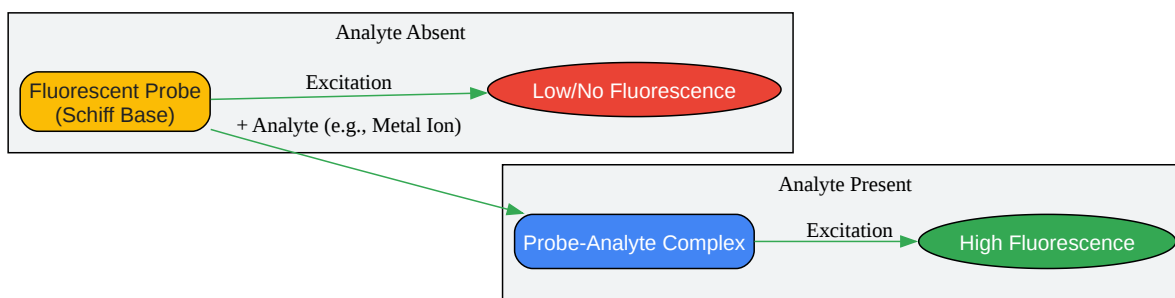 Analyte Absent
Fluorescent Probe
(Schiff Base)
Excitation
Low/No Fluorescence
+ Analyte (e.g., Metal Ion)
Analyte Present
Probe-Analyte Complex
Excitation
High Fluorescence